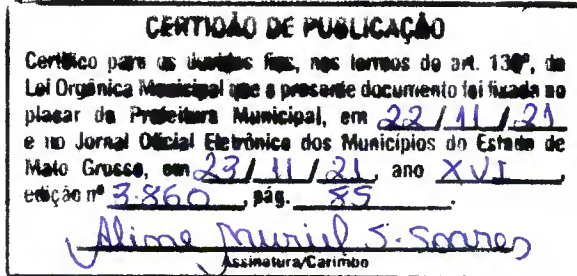 CERTIDÃO DE PUBLICAÇÃO
Certifico para os devidos fins, nos termos do art. 130º, da
Lei Orgânica Municipal que a presente documento foi fixada no
placar da Prefeitura Municipal, em 22/11/21
e no Jornal Oficial Eletrônico dos Municípios do Estado de
Mato Grosso, em 23/11/21, ano XVI,
edição nº 3.860, pág. 85.
Aline Muriel S. Soares
Assinatura/Carimbo